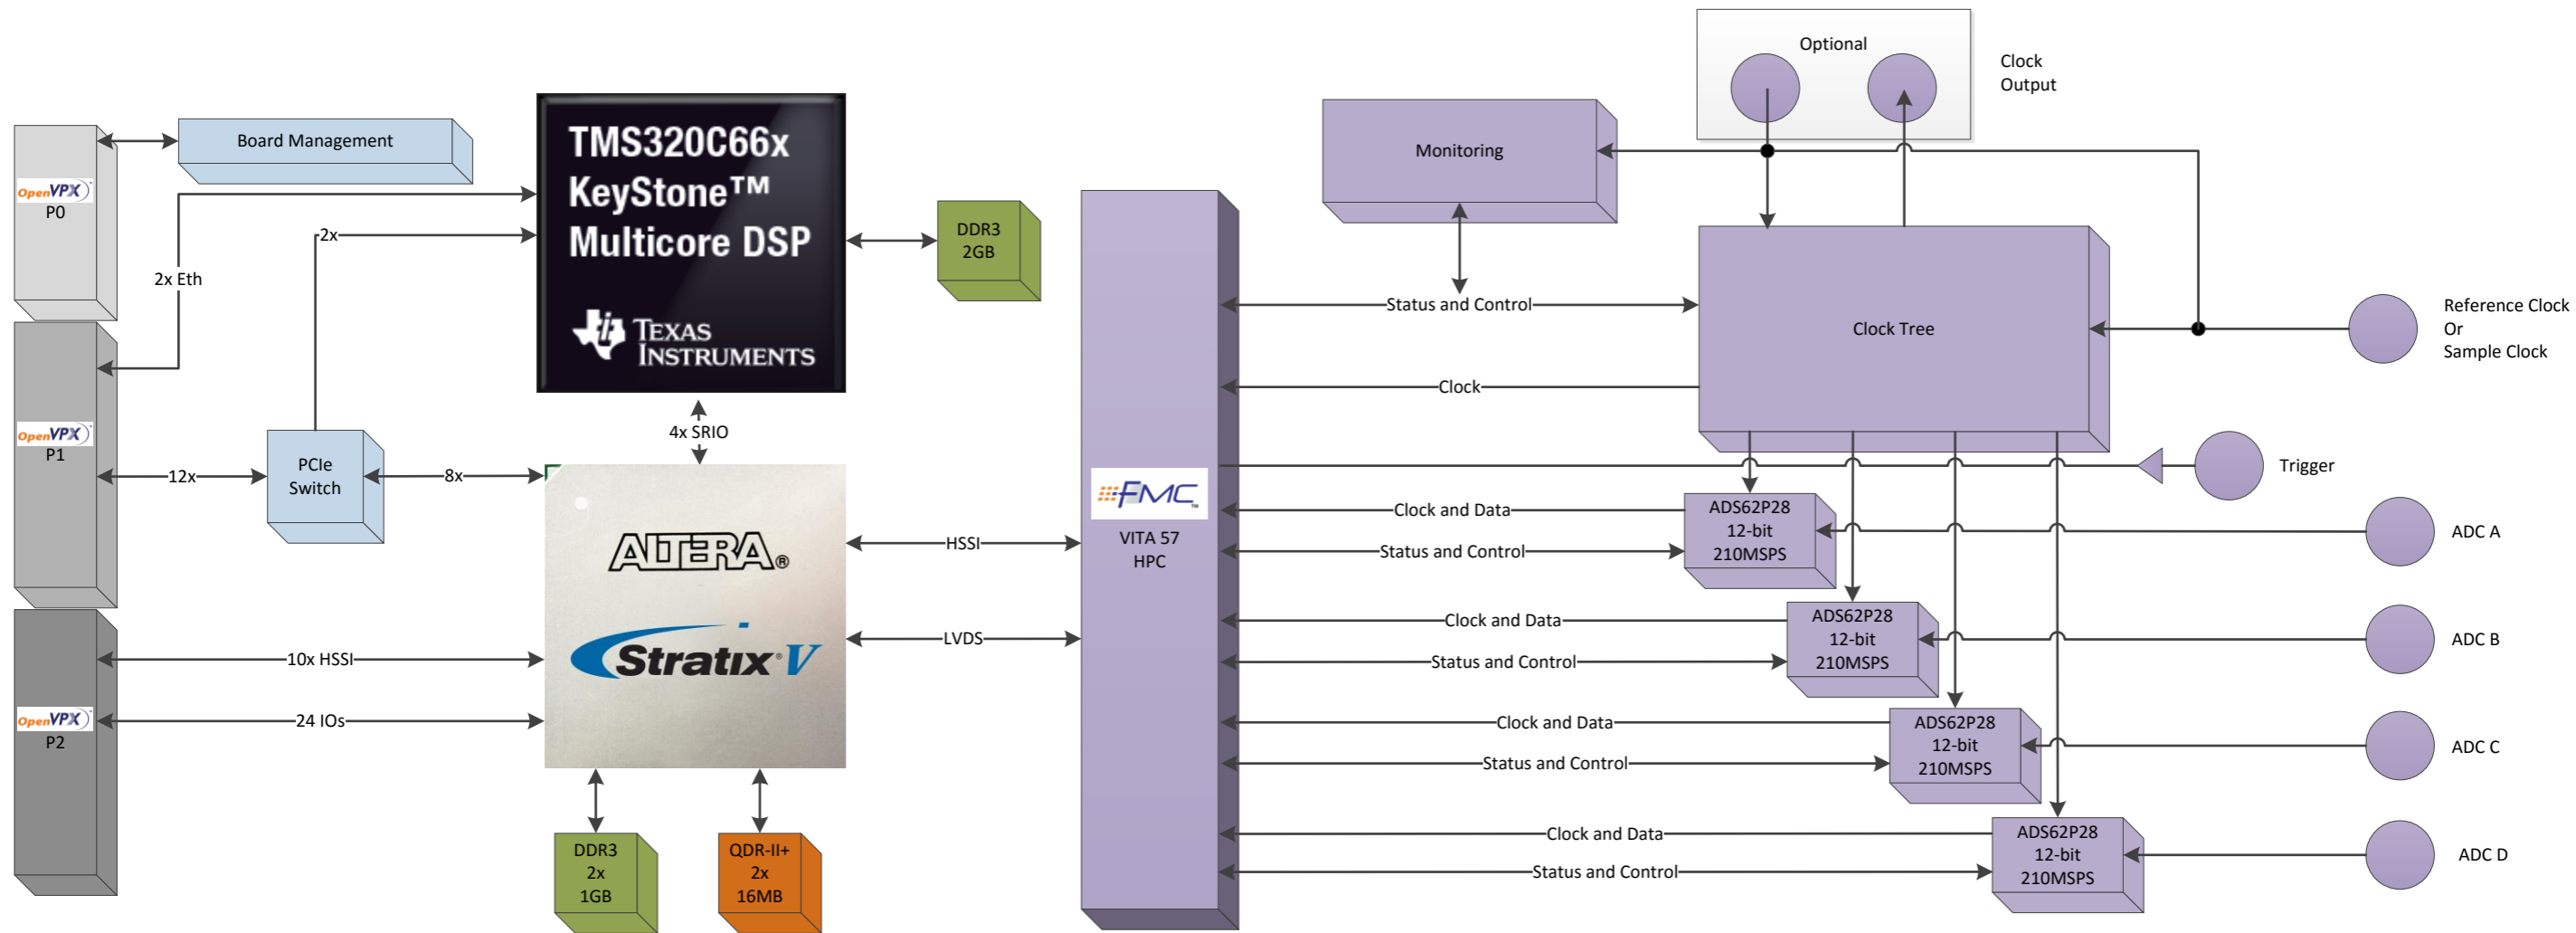 Optional
Clock
Output
TMS320C66x
KeyStone™
Multicore DSP
TEXAS
INSTRUMENTS
Board Management
Monitoring
OpenVPX™
P0
2x
DDR3
2GB
2x Eth
Status and Control
Clock Tree
Reference Clock
Or
Sample Clock
Clock
OpenVPX™
P1
4x SRIO
12x
PCIe
Switch
8x
Trigger
FMC™
VITA 57
HPC
Clock and Data
ADS62P28
12-bit
210MSPS
Status and Control
ADC A
ALTERA®
Stratix® V
HSSI
LVDS
Clock and Data
ADS62P28
12-bit
210MSPS
Status and Control
ADC B
10x HSSI
24 IOs
OpenVPX™
P2
Clock and Data
ADS62P28
12-bit
210MSPS
Status and Control
ADC C
DDR3
2x
1GB
QDR-II+
2x
16MB
Clock and Data
ADS62P28
12-bit
210MSPS
Status and Control
ADC D